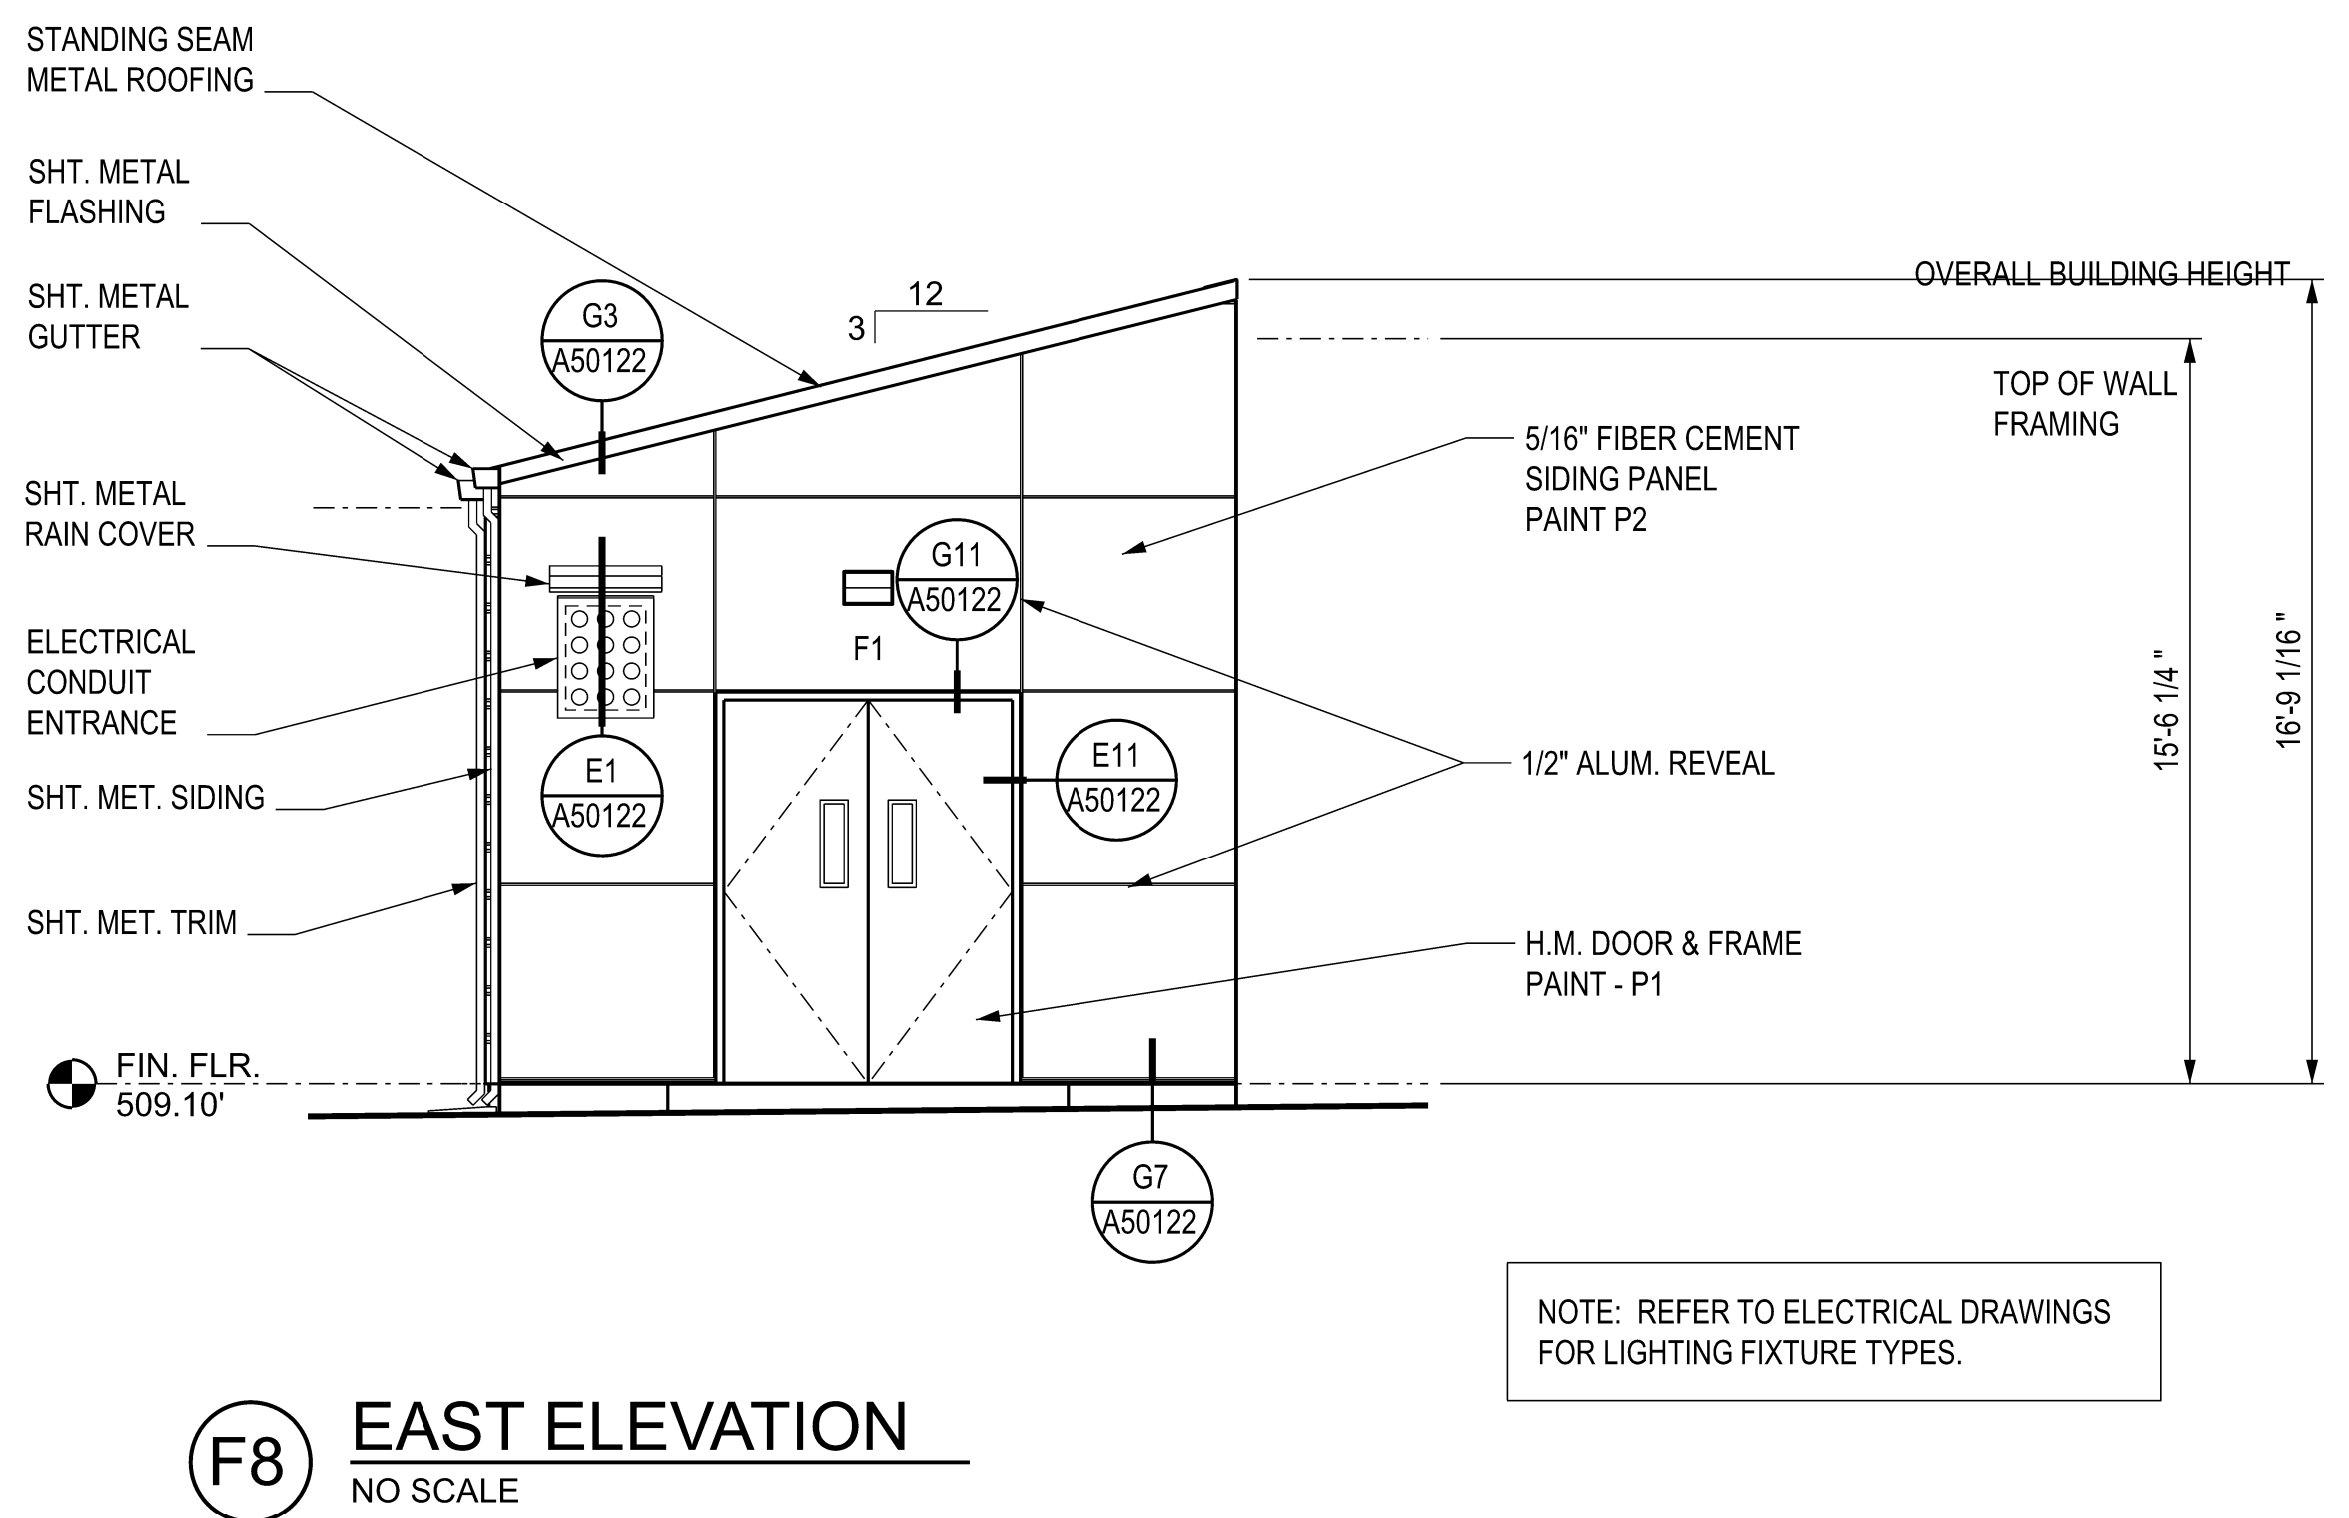 STANDING SEAM
METAL ROOFING
SHT. METAL
FLASHING
SHT. METAL
GUTTER
SHT. METAL
RAIN COVER
ELECTRICAL
CONDUIT
ENTRANCE
SHT. MET. SIDING
SHT. MET. TRIM
FIN. FLR.
509.10'
G3
A50122
12
3
G11
A50122
F1
E1
A50122
E11
A50122
G7
A50122
OVERALL BUILDING HEIGHT
TOP OF WALL
FRAMING
5/16" FIBER CEMENT
SIDING PANEL
PAINT P2
15'-6 1/4"
16'-9 1/16"
1/2" ALUM. REVEAL
H.M. DOOR & FRAME
PAINT - P1
NOTE: REFER TO ELECTRICAL DRAWINGS
FOR LIGHTING FIXTURE TYPES.
F8
EAST ELEVATION
NO SCALE